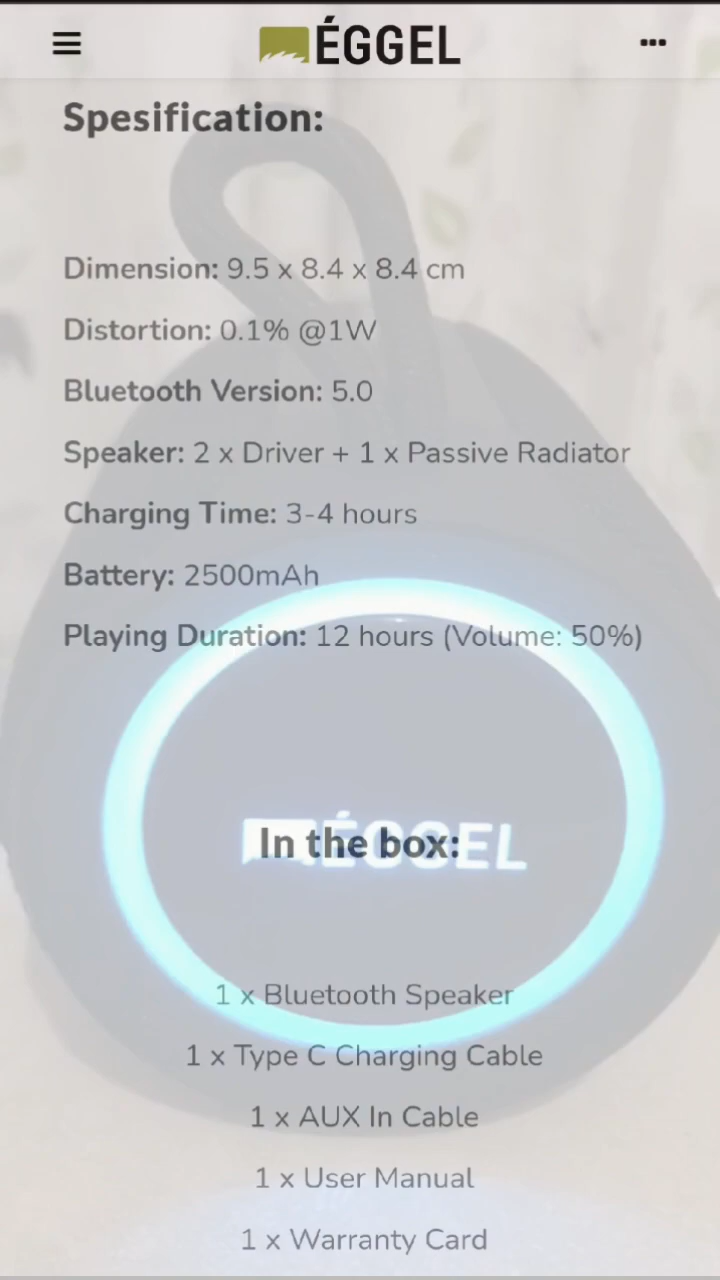 ÉGGEL
Spesification:
Dimension: 9.5 x 8.4 x 8.4 cm
Distortion: 0.1% @1W
Bluetooth Version: 5.0
Speaker: 2 x Driver + 1 x Passive Radiator
Charging Time: 3-4 hours
Battery: 2500mAh
Playing Duration: 12 hours (Volume: 50%)
ÉGGEL
In the box:
1 x Bluetooth Speaker
1 x Type C Charging Cable
1 x AUX In Cable
1 x User Manual
1 x Warranty Card